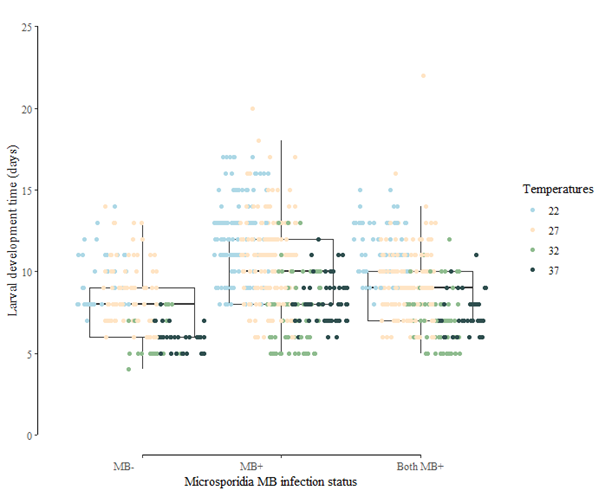 25
20
15
10
5
0
Larval development time (days)
MB-
MB+
Both MB+
Microsporidia MB infection status
Temperatures
22
27
32
37